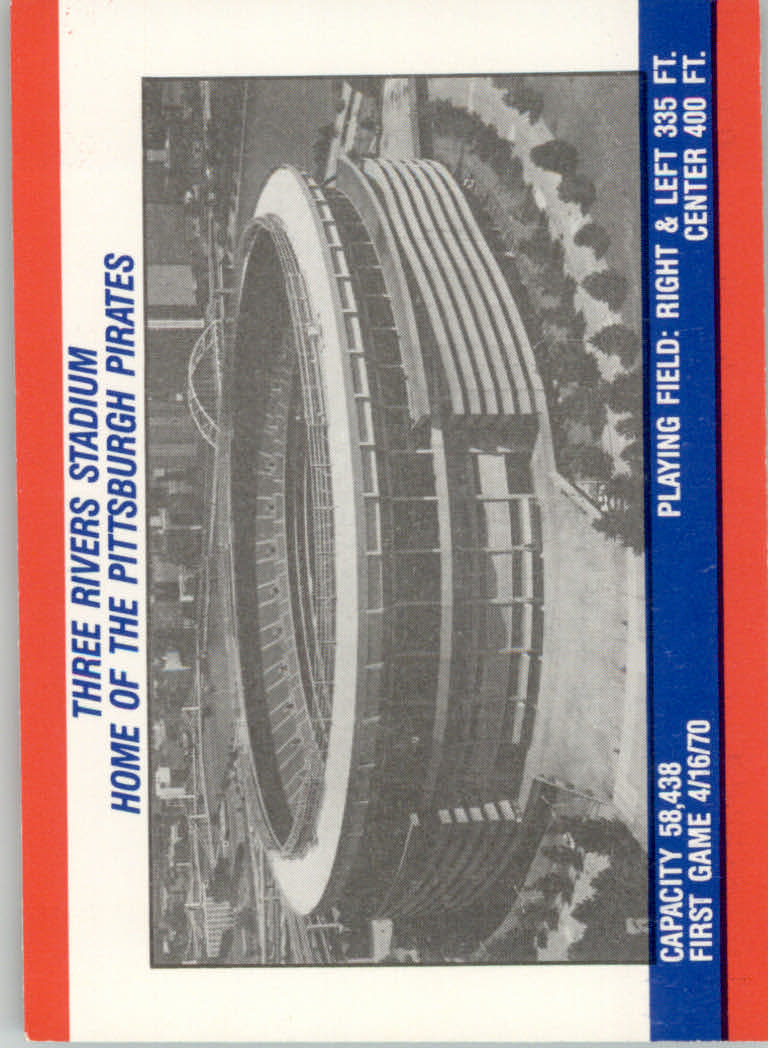 THREE RIVERS STADIUM
HOME OF THE PITTSBURGH PIRATES
CAPACITY 58,438
FIRST GAME 4/16/70
PLAYING FIELD: RIGHT & LEFT 335 FT.
CENTER 400 FT.